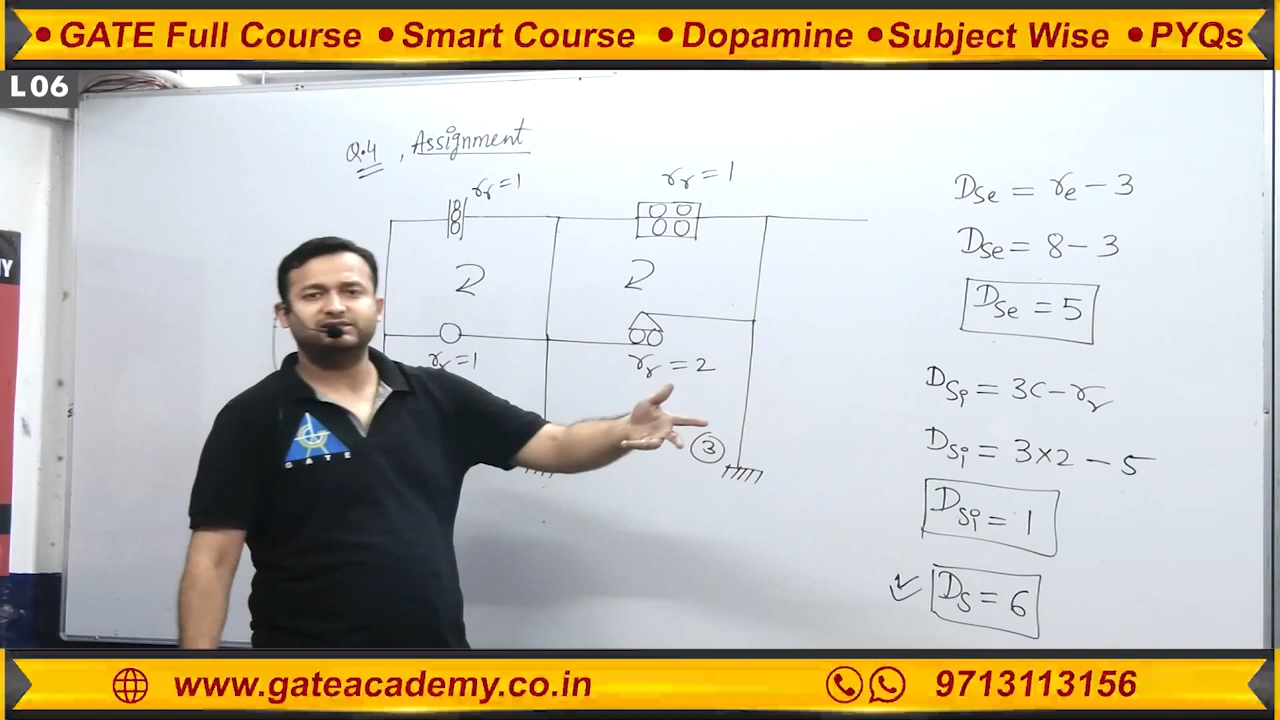 • GATE Full Course • Smart Course • Dopamine • Subject Wise • PYQs
L 06
Q.4, Assignment
rᵣ = 1
rᵣ = 1
rᵣ = 1
rᵣ = 2
3
Dse = re - 3
Dse = 8 - 3
Dse = 5
Dsi = 3C - rᵣ
Dsi = 3×2 - 5
Dsi = 1
✓ Ds = 6
GATE
www.gateacademy.co.in
9713113156